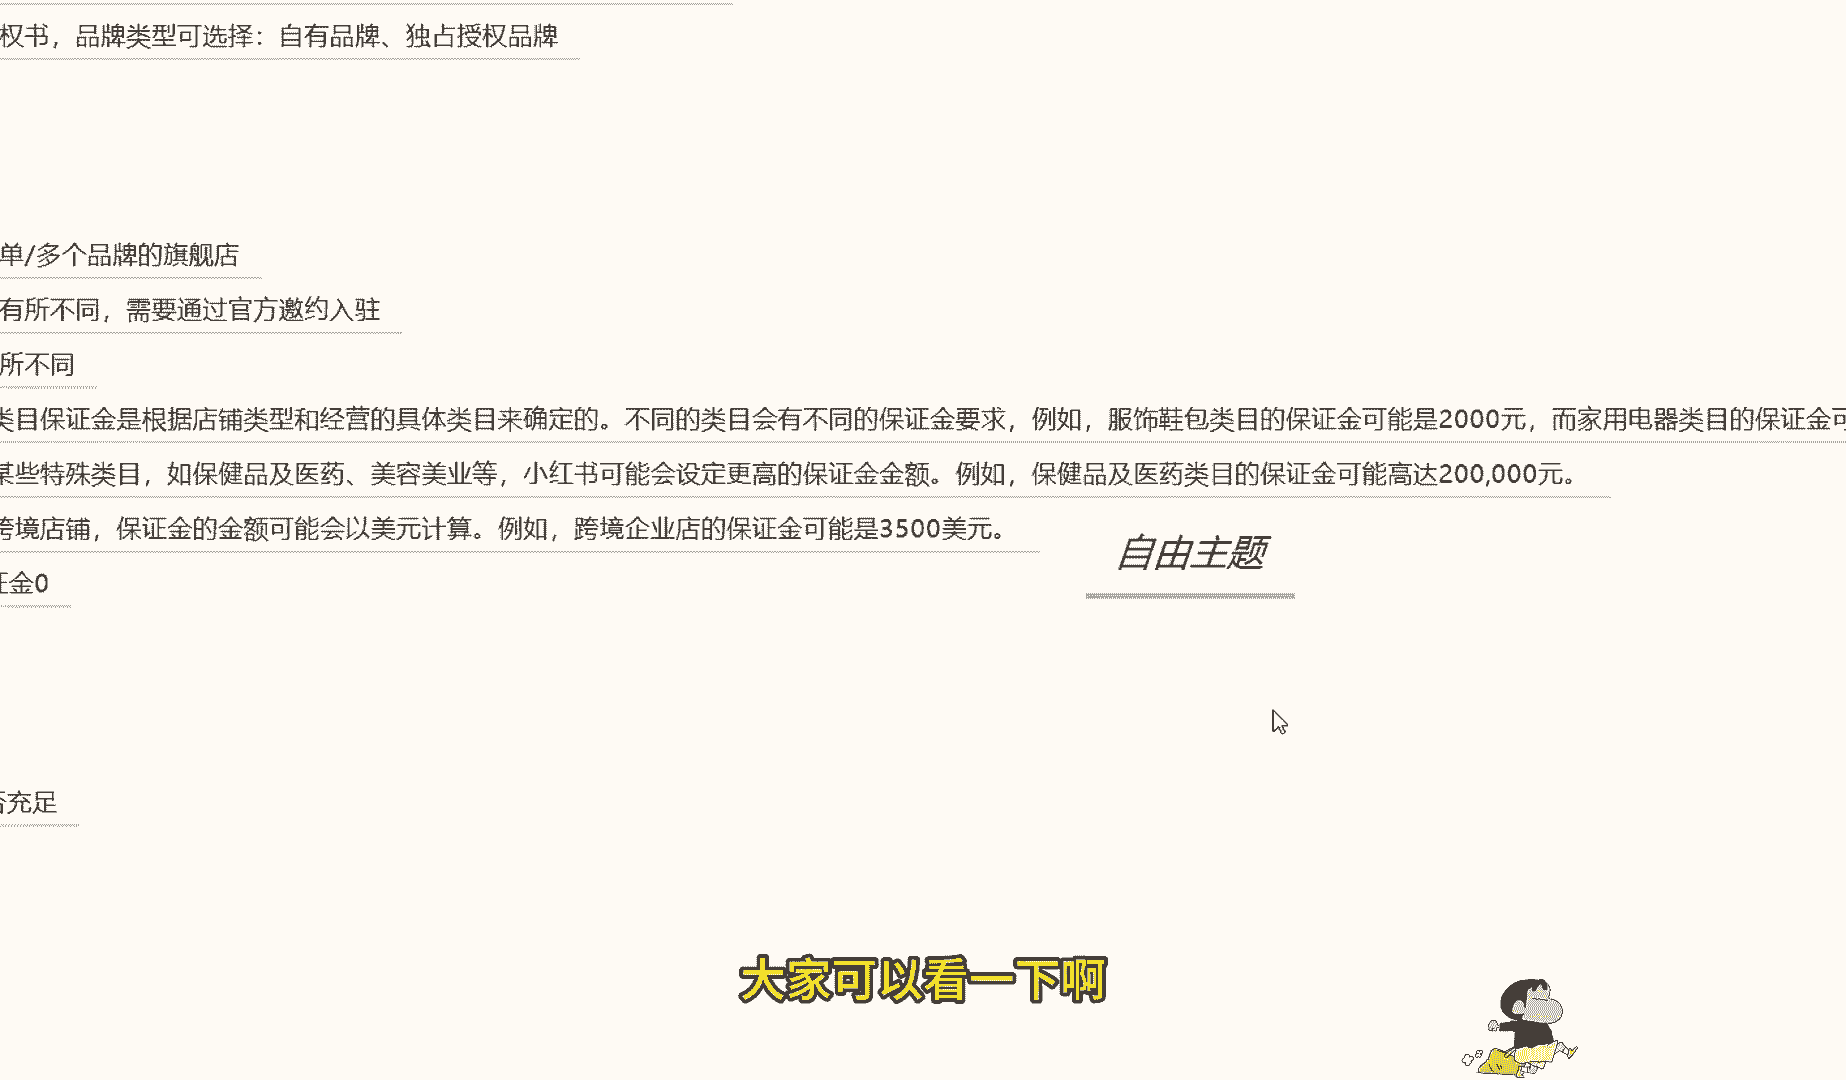 权书，品牌类型可选择：自有品牌、独占授权品牌
单/多个品牌的旗舰店
有所不同，需要通过官方邀约入驻
所不同
类目保证金是根据店铺类型和经营的具体类目来确定的。不同的类目会有不同的保证金要求，例如，服饰鞋包类目的保证金可能是2000元，而家用电器类目的保证金可
某些特殊类目，如保健品及医药、美容美业等，小红书可能会设定更高的保证金金额。例如，保健品及医药类目的保证金可能高达200,000元。
跨境店铺，保证金的金额可能会以美元计算。例如，跨境企业店的保证金可能是3500美元。
自由主题
证金0
否充足
大家可以看一下啊